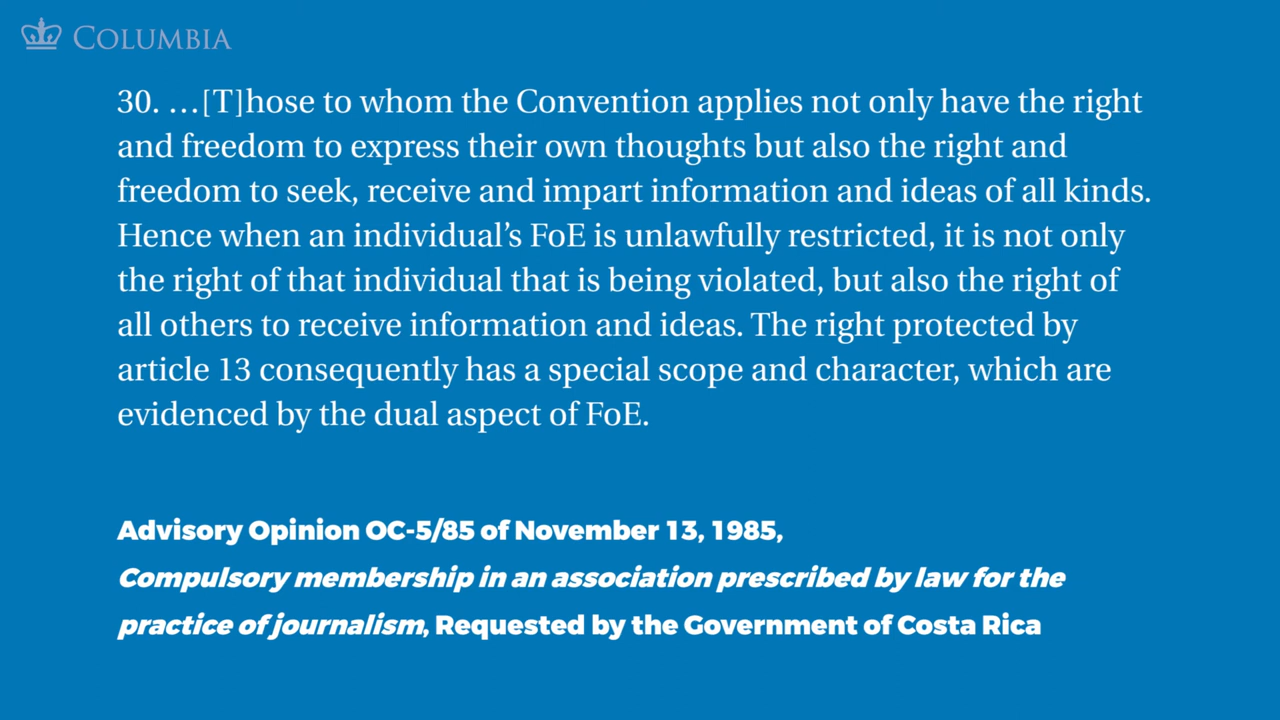 COLUMBIA
30. …[T]hose to whom the Convention applies not only have the right
and freedom to express their own thoughts but also the right and
freedom to seek, receive and impart information and ideas of all kinds.
Hence when an individual’s FoE is unlawfully restricted, it is not only
the right of that individual that is being violated, but also the right of
all others to receive information and ideas. The right protected by
article 13 consequently has a special scope and character, which are
evidenced by the dual aspect of FoE.
Advisory Opinion OC-5/85 of November 13, 1985,
Compulsory membership in an association prescribed by law for the
practice of journalism, Requested by the Government of Costa Rica